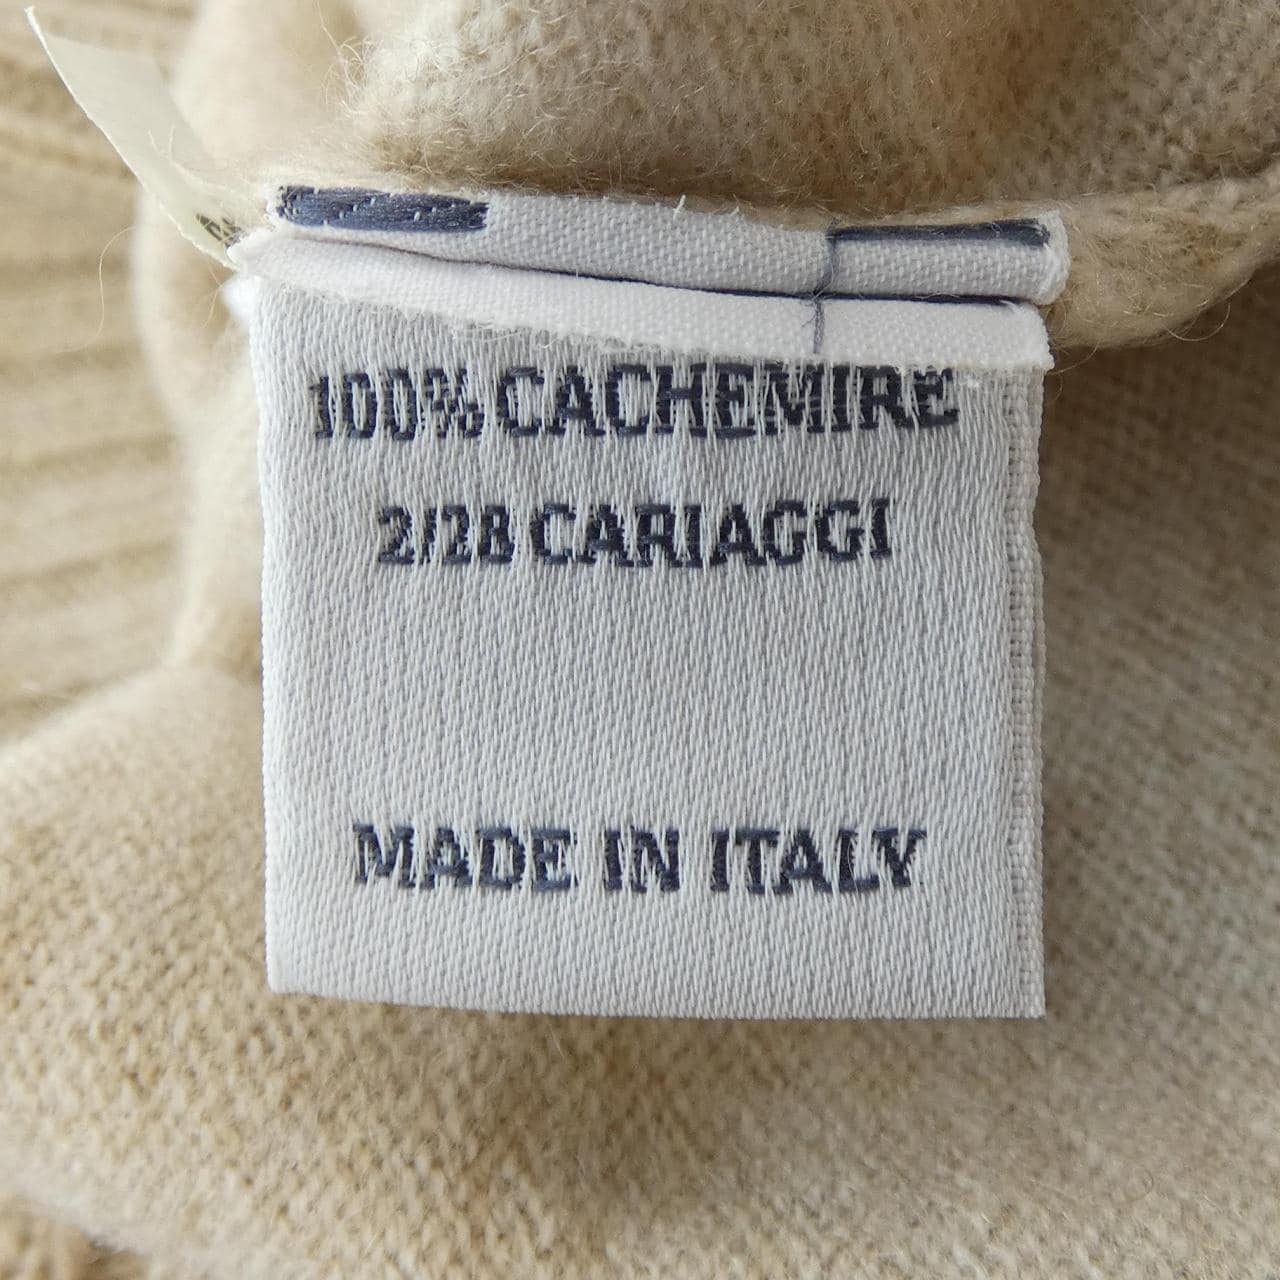 100% CACHEMIRE
2/28 CARIAGGI
MADE IN ITALY